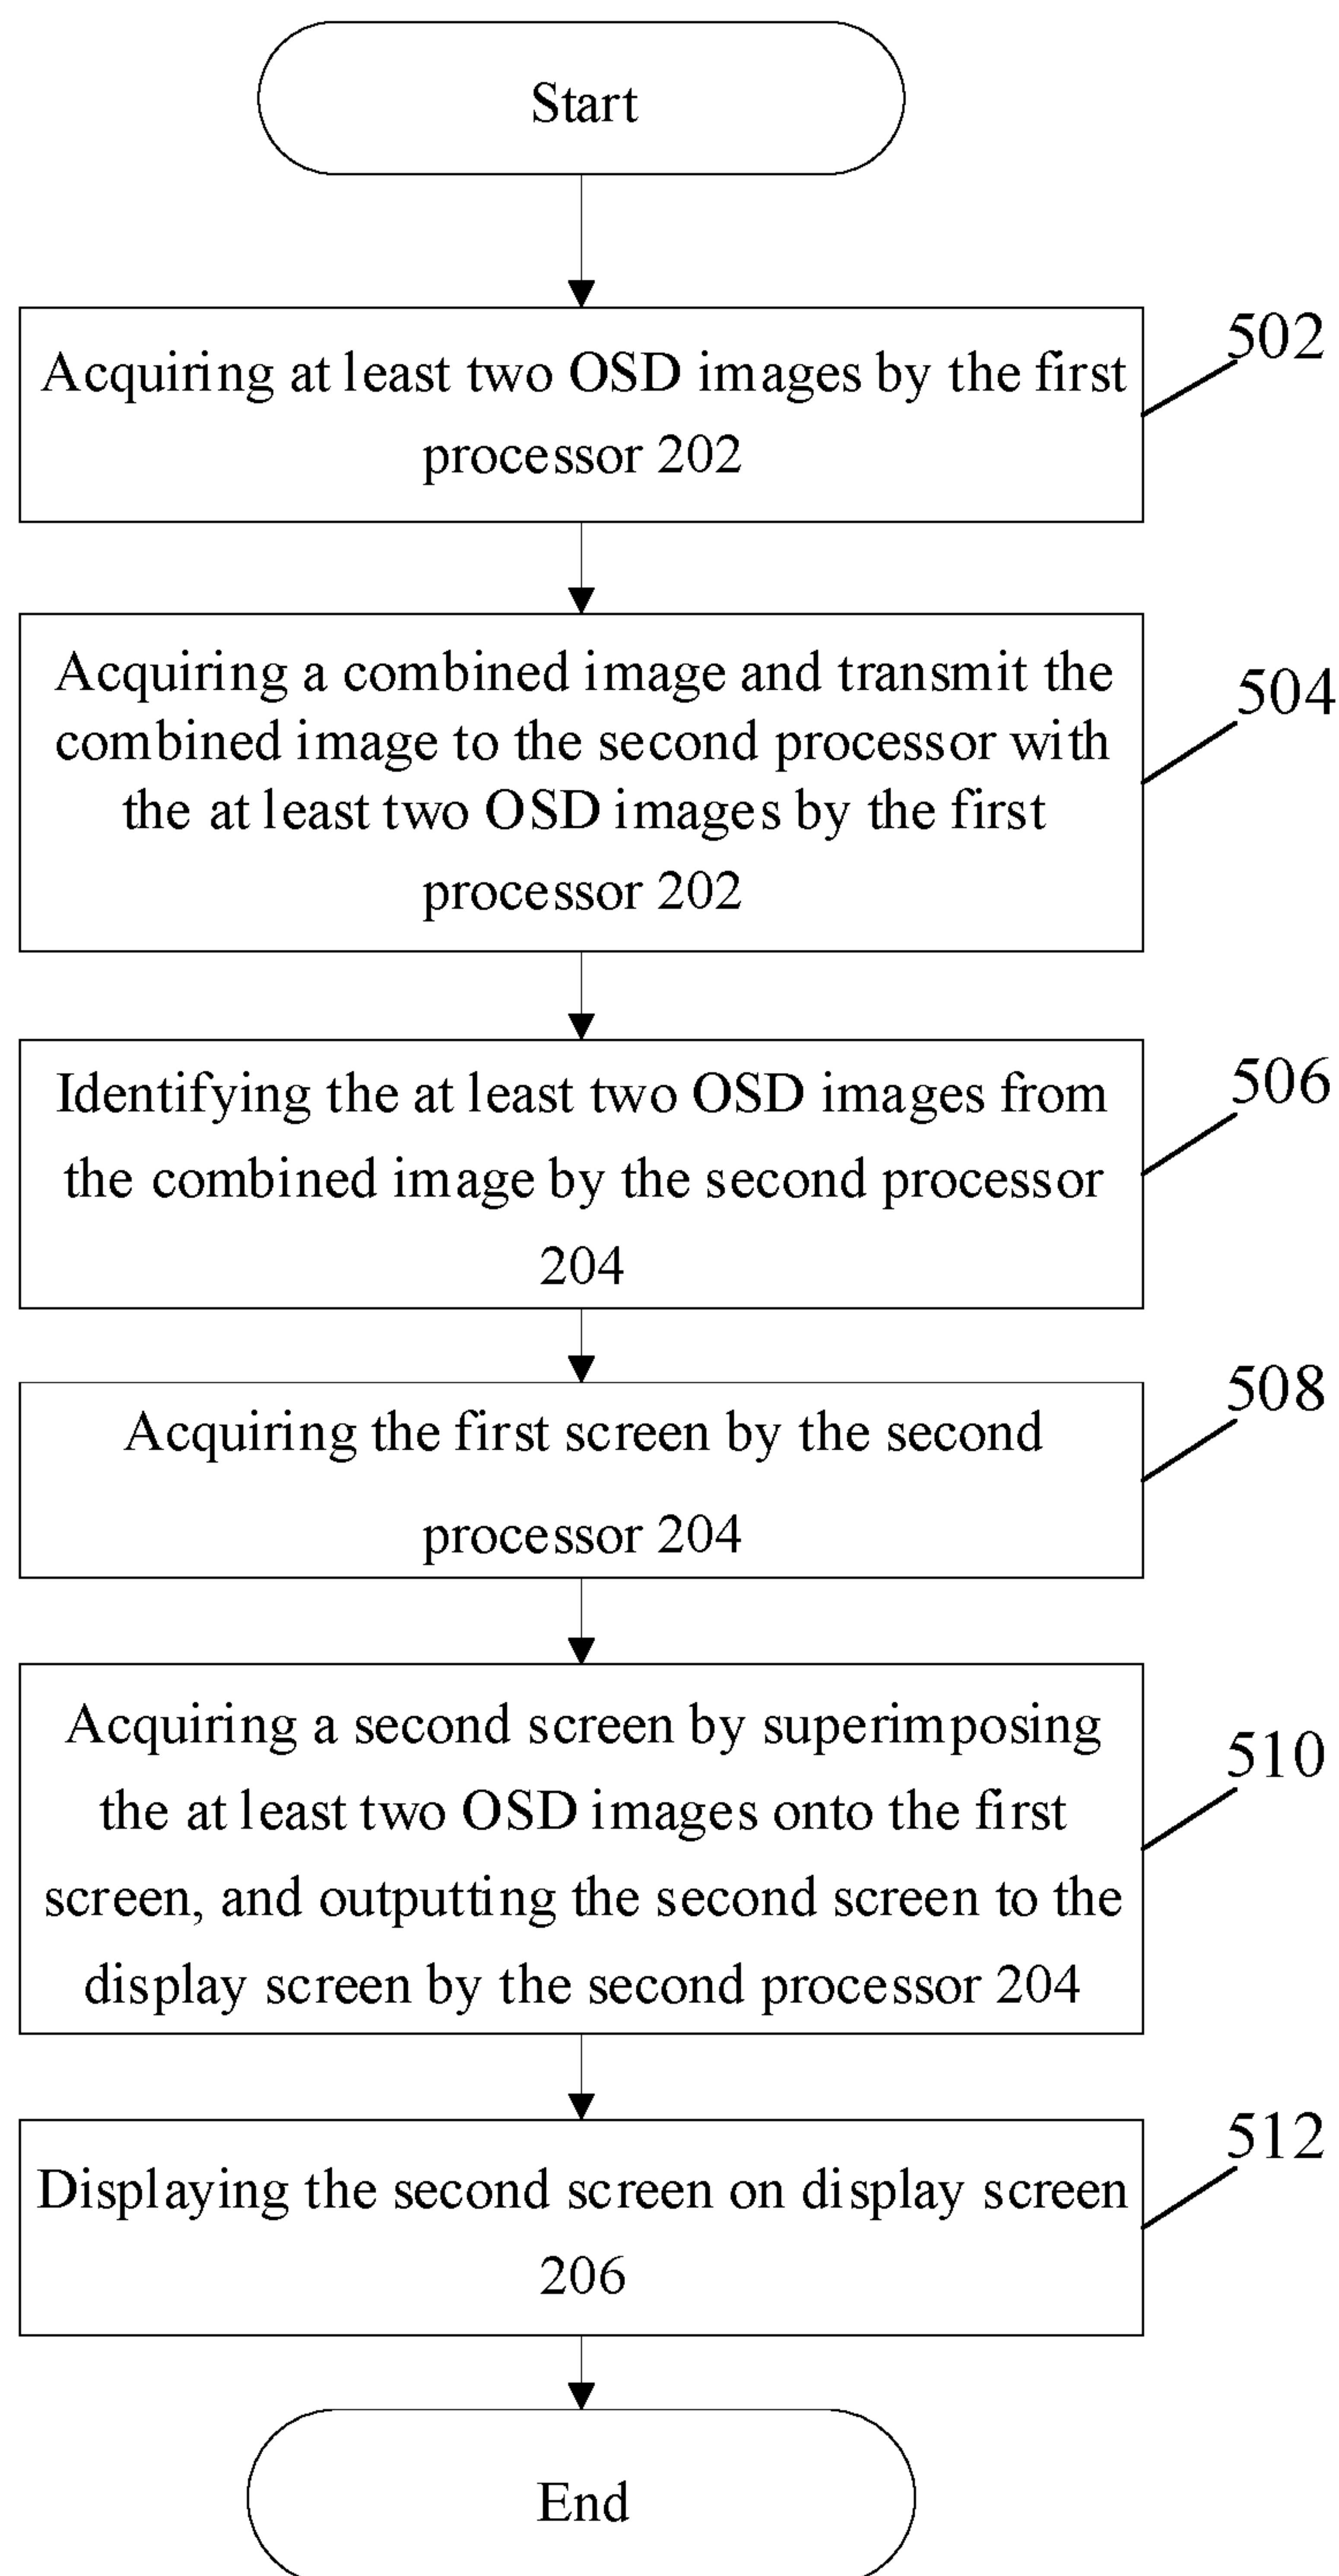 Start
502
Acquiring at least two OSD images by the first
processor 202
504
Acquiring a combined image and transmit the
combined image to the second processor with
the at least two OSD images by the first
processor 202
506
Identifying the at least two OSD images from
the combined image by the second processor
204
508
Acquiring the first screen by the second
processor 204
510
Acquiring a second screen by superimposing
the at least two OSD images onto the first
screen, and outputting the second screen to the
display screen by the second processor 204
512
Displaying the second screen on display screen
206
End